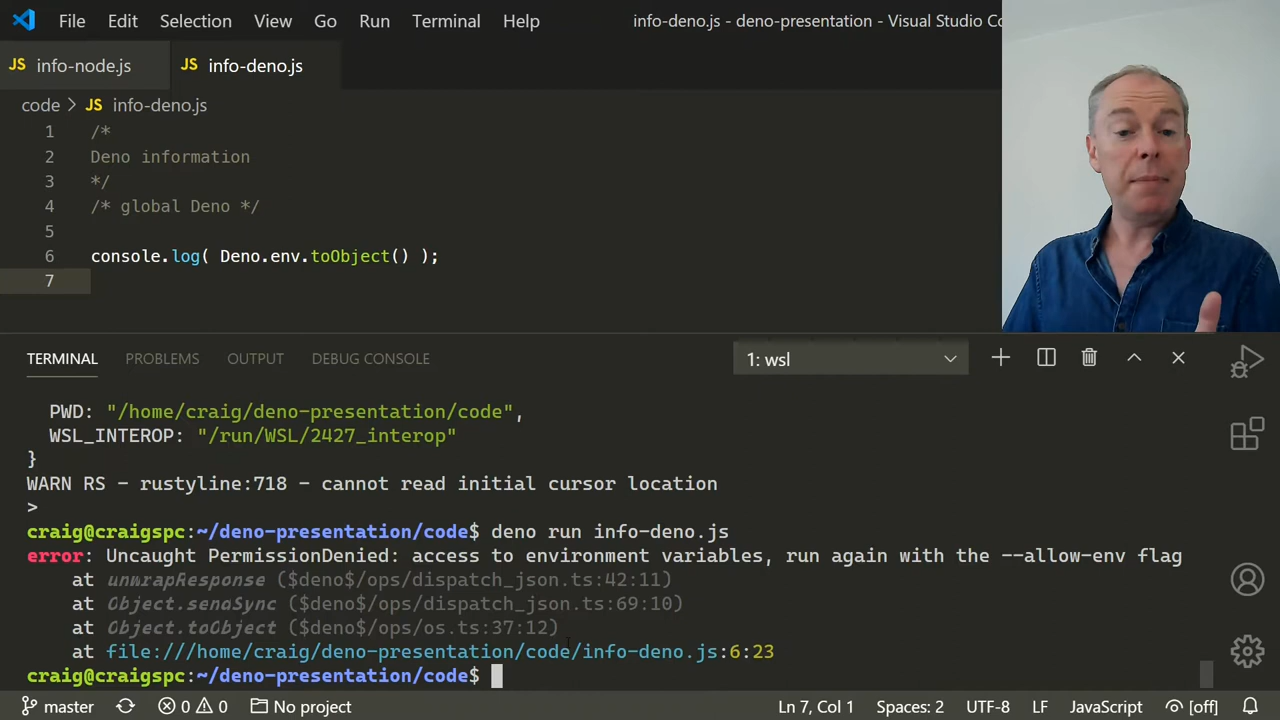 File Edit Selection View Go Run Terminal Help info-deno.js - deno-presentation - Visual Studio Co
JS info-node.js JS info-deno.js
code > JS info-deno.js
1 /*
2 Deno information
3 */
4 /* global Deno */
5
6 console.log( Deno.env.toObject() );
7
TERMINAL PROBLEMS OUTPUT DEBUG CONSOLE 1: wsl
PWD: "/home/craig/deno-presentation/code",
WSL_INTEROP: "/run/WSL/2427_interop"
}
WARN RS - rustyline:718 - cannot read initial cursor location
>
craig@craigspc:~/deno-presentation/code$ deno run info-deno.js
error: Uncaught PermissionDenied: access to environment variables, run again with the --allow-env flag
at unwrapResponse ($deno$/ops/dispatch_json.ts:42:11)
at Object.sendSync ($deno$/ops/dispatch_json.ts:69:10)
at Object.toObject ($deno$/ops/os.ts:37:12)
at file:///home/craig/deno-presentation/code/info-deno.js:6:23
craig@craigspc:~/deno-presentation/code$
master 0 0 No project Ln 7, Col 1 Spaces: 2 UTF-8 LF JavaScript [off]